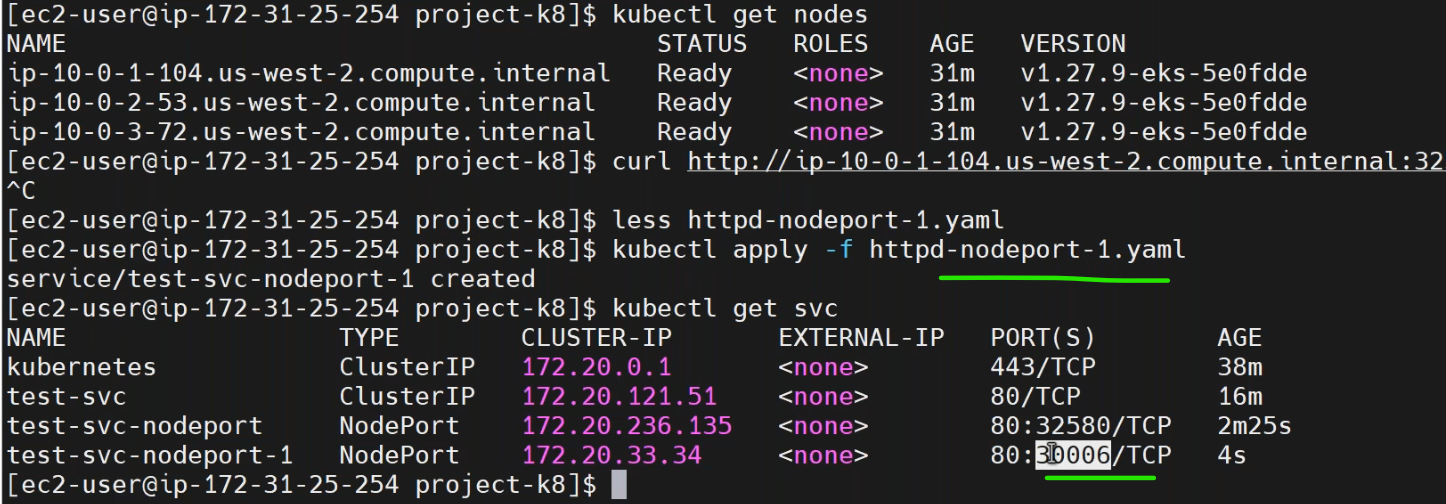 [ec2-user@ip-172-31-25-254 project-k8]$ kubectl get nodes
NAME STATUS ROLES AGE VERSION
ip-10-0-1-104.us-west-2.compute.internal Ready <none> 31m v1.27.9-eks-5e0fdde
ip-10-0-2-53.us-west-2.compute.internal Ready <none> 31m v1.27.9-eks-5e0fdde
ip-10-0-3-72.us-west-2.compute.internal Ready <none> 31m v1.27.9-eks-5e0fdde
[ec2-user@ip-172-31-25-254 project-k8]$ curl http://ip-10-0-1-104.us-west-2.compute.internal:32
^C
[ec2-user@ip-172-31-25-254 project-k8]$ less httpd-nodeport-1.yaml
[ec2-user@ip-172-31-25-254 project-k8]$ kubectl apply -f httpd-nodeport-1.yaml
service/test-svc-nodeport-1 created
[ec2-user@ip-172-31-25-254 project-k8]$ kubectl get svc
NAME TYPE CLUSTER-IP EXTERNAL-IP PORT(S) AGE
kubernetes ClusterIP 172.20.0.1 <none> 443/TCP 38m
test-svc ClusterIP 172.20.121.51 <none> 80/TCP 16m
test-svc-nodeport NodePort 172.20.236.135 <none> 80:32580/TCP 2m25s
test-svc-nodeport-1 NodePort 172.20.33.34 <none> 80:30006/TCP 4s
[ec2-user@ip-172-31-25-254 project-k8]$